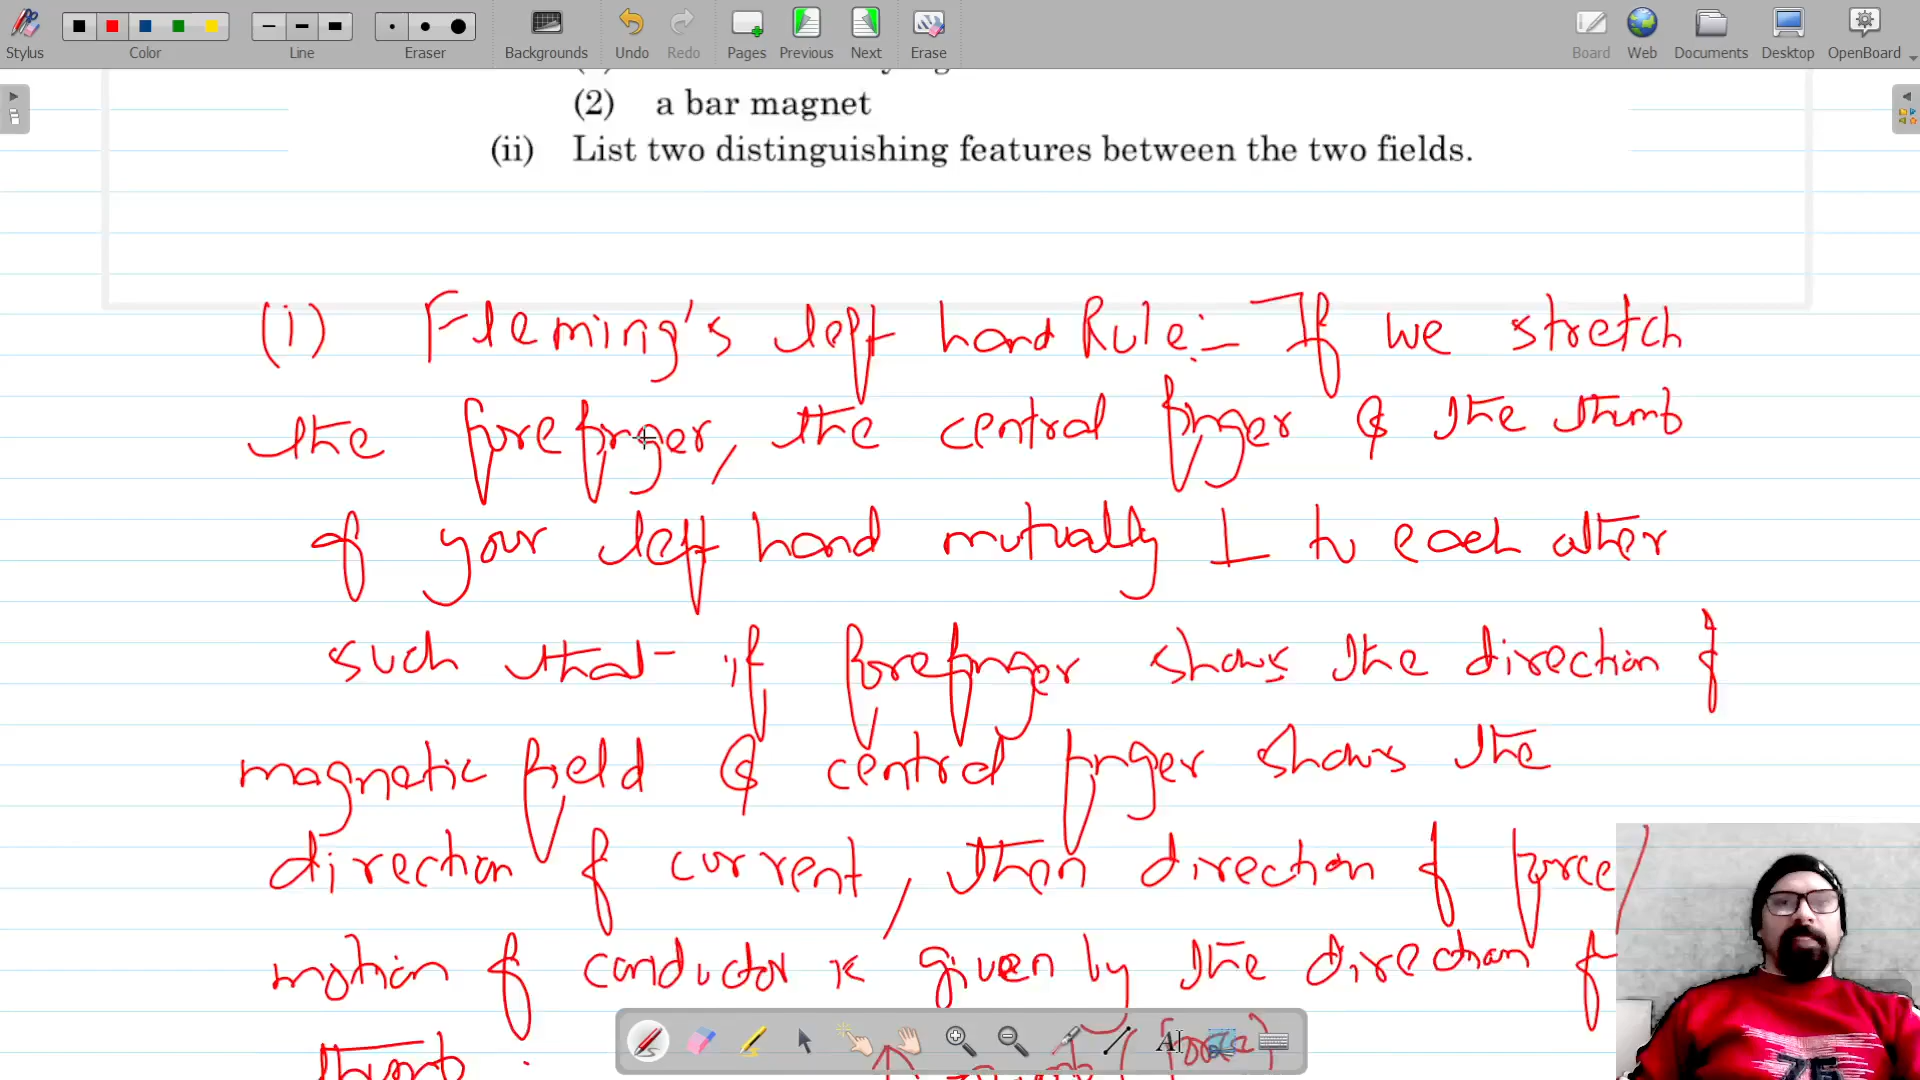 Stylus
Color
Line
Eraser
Backgrounds
Undo
Redo
Pages
Previous
Next
Erase
Board
Web
Documents
Desktop
OpenBoard
(2) a bar magnet
(ii) List two distinguishing features between the two fields.
(i) Fleming's left hand Rule:- If we stretch
the forefinger, the central finger & the thumb
of your left hand mutually ⊥ to each other
such that if forefinger shows the direction of
magnetic field & central finger shows the
direction of current, then direction of force/
motion of conductor is given by the direction of
thumb.
(force)